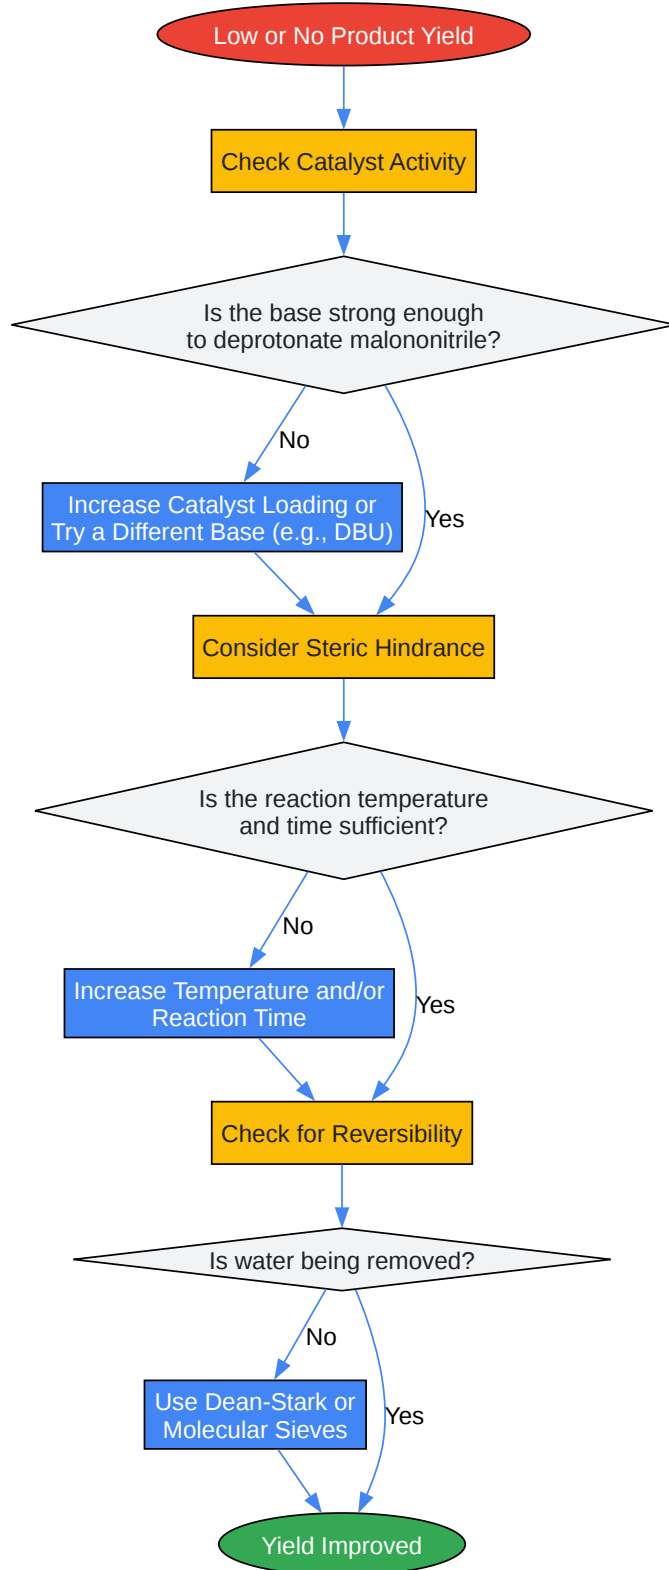 Low or No Product Yield
Check Catalyst Activity
Is the base strong enough
to deprotonate malononitrile?
No
Increase Catalyst Loading or
Try a Different Base (e.g., DBU)
Yes
Consider Steric Hindrance
Is the reaction temperature
and time sufficient?
No
Increase Temperature and/or
Reaction Time
Yes
Check for Reversibility
Is water being removed?
No
Use Dean-Stark or
Molecular Sieves
Yes
Yield Improved